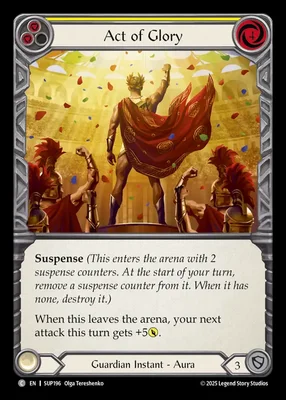 Act of Glory
Suspense (This enters the arena with 2
suspense counters. At the start of your turn,
remove a suspense counter from it. When it has
none, destroy it.)
When this leaves the arena, your next
attack this turn gets +5
Guardian Instant - Aura
3
C EN | SUP196 Olga Tereshenko
© 2025 Legend Story Studios